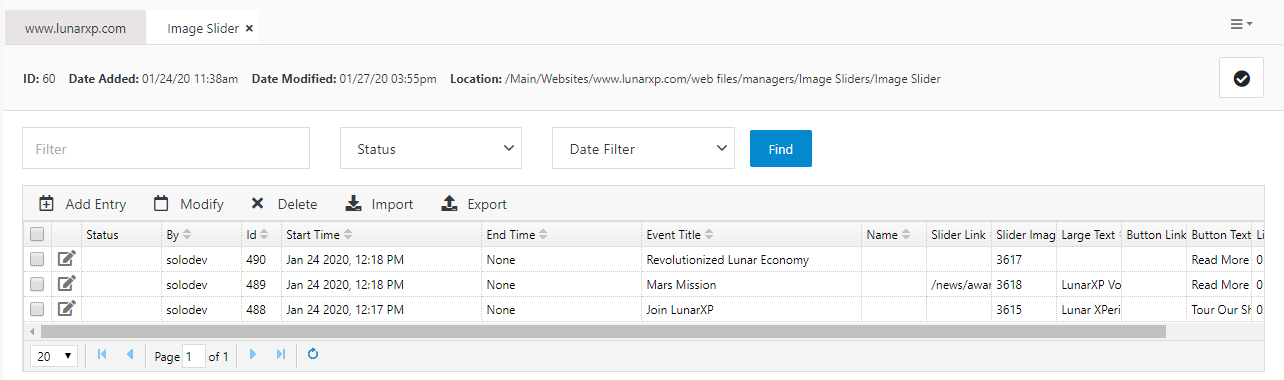 www.lunarxp.com Image Slider ×
ID: 60 Date Added: 01/24/20 11:38am Date Modified: 01/27/20 03:55pm Location: /Main/Websites/www.lunarxp.com/web files/managers/Image Sliders/Image Slider
Filter Status Date Filter Find
Add Entry Modify Delete Import Export
Status By Id Start Time End Time Event Title Name Slider Link Slider Imag Large Text Button Link Button Text Li
solodev 490 Jan 24 2020, 12:18 PM None Revolutionized Lunar Economy 3617 Read More 0
solodev 489 Jan 24 2020, 12:18 PM None Mars Mission /news/awar 3618 LunarXP Vo Read More 0
solodev 488 Jan 24 2020, 12:17 PM None Join LunarXP 3615 Lunar XPeri Tour Our Sh 0
20 Page 1 of 1